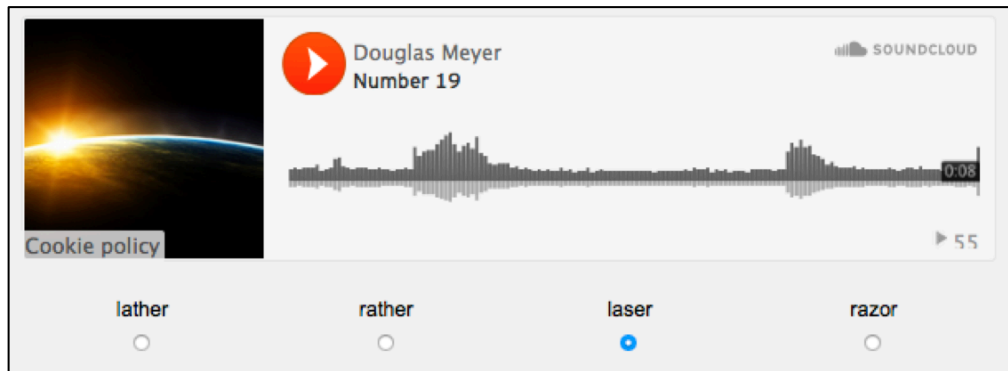 Douglas Meyer
SOUNDCLOUD
Number 19
0:08
Cookie policy
55
lather rather laser razor